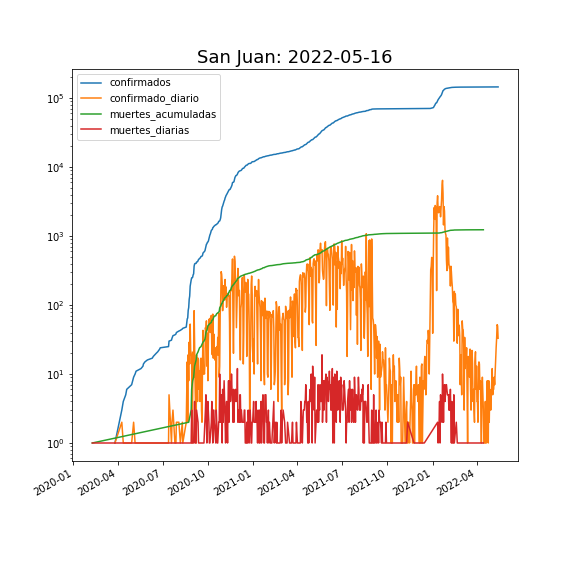 San Juan: 2022-05-16
confirmados
confirmado_diario
muertes_acumuladas
muertes_diarias
10^5
10^4
10^3
10^2
10^1
10^0
2020-01 2020-04 2020-07 2020-10 2021-01 2021-04 2021-07 2021-10 2022-01 2022-04